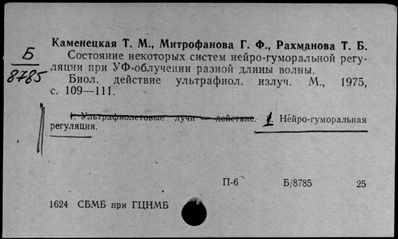 Каменецкая Т. М., Митрофанова Г. Ф., Рахманова Т. Б.
Б
8785
Состояние некоторых систем нейро-гуморальной регу-
ляции при УФ-облучении разной длины волны.
Биол. действие ультрафиол. излуч. М., 1975,
с. 109—111.
1. Ультрафиолетовые лучи — действие. 1. Нейро-гуморальная
регуляция.
П-6 Б/8785 25
1624 СБМБ при ГЦНМБ